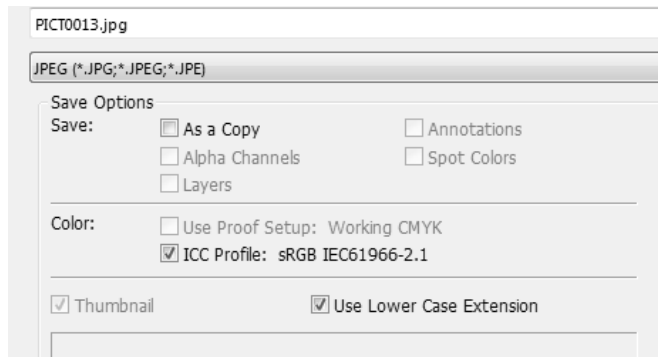 PICT0013.jpg
JPEG (*.JPG;*.JPEG;*.JPE)
Save Options
Save: As a Copy Annotations
Alpha Channels Spot Colors
Layers
Color: Use Proof Setup: Working CMYK
ICC Profile: sRGB IEC61966-2.1
Thumbnail Use Lower Case Extension